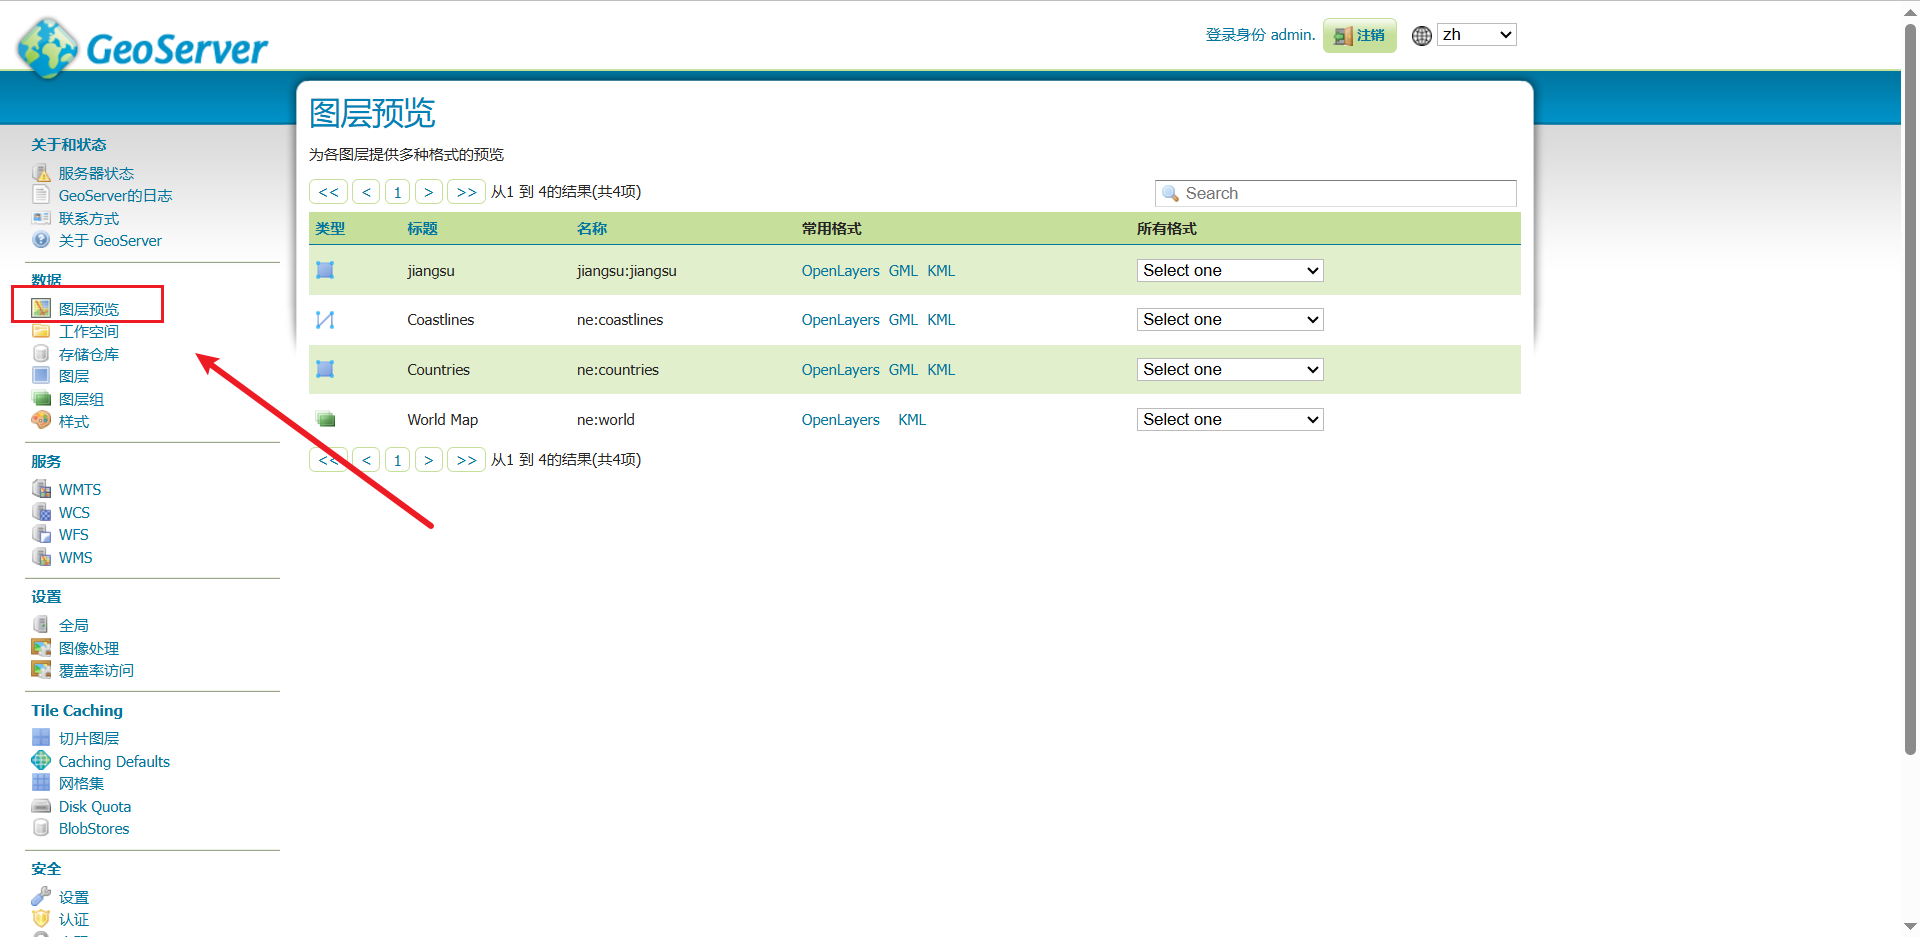 GeoServer
登录身份 admin.
注销
zh
图层预览
为各图层提供多种格式的预览
<< < 1 > >> 从1 到 4的结果(共4项)
Search
类型 标题 名称 常用格式 所有格式
jiangsu jiangsu:jiangsu OpenLayers GML KML Select one
Coastlines ne:coastlines OpenLayers GML KML Select one
Countries ne:countries OpenLayers GML KML Select one
World Map ne:world OpenLayers KML Select one
<< < 1 > >> 从1 到 4的结果(共4项)
关于和状态
服务器状态
GeoServer的日志
联系方式
关于 GeoServer
数据
图层预览
工作空间
存储仓库
图层
图层组
样式
服务
WMTS
WCS
WFS
WMS
设置
全局
图像处理
覆盖率访问
Tile Caching
切片图层
Caching Defaults
网格集
Disk Quota
BlobStores
安全
设置
认证